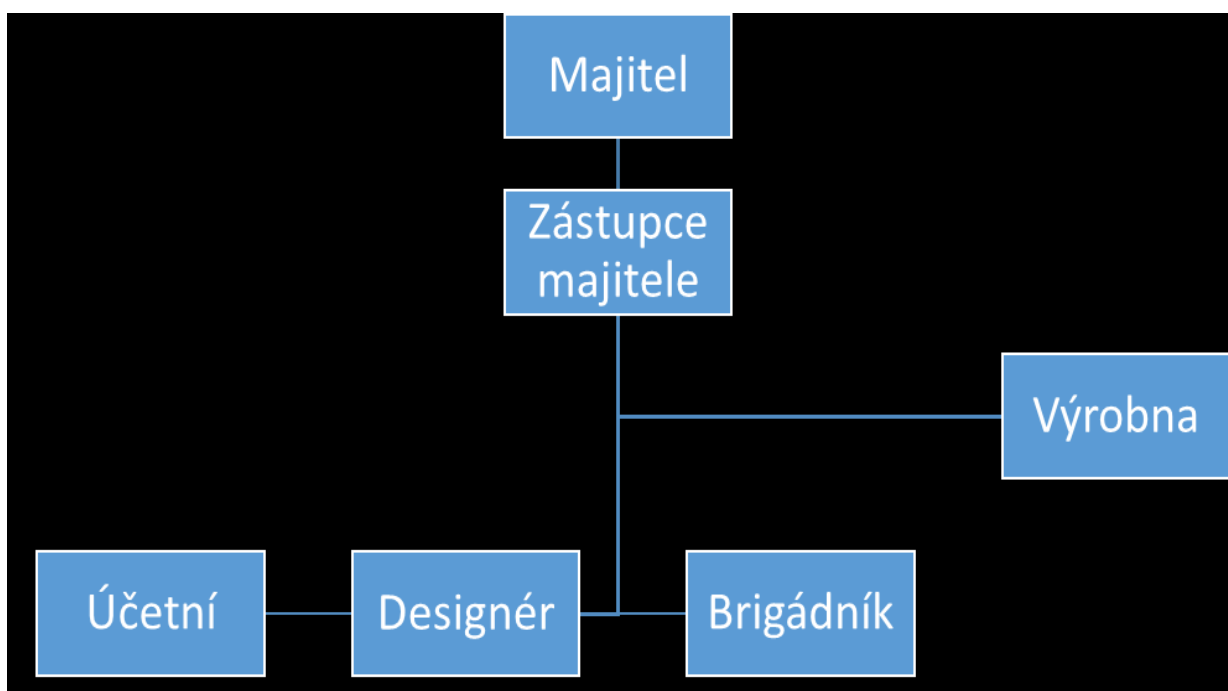 Majitel
Zástupce
majitele
Výrobna
Účetní
Designér
Brigádník